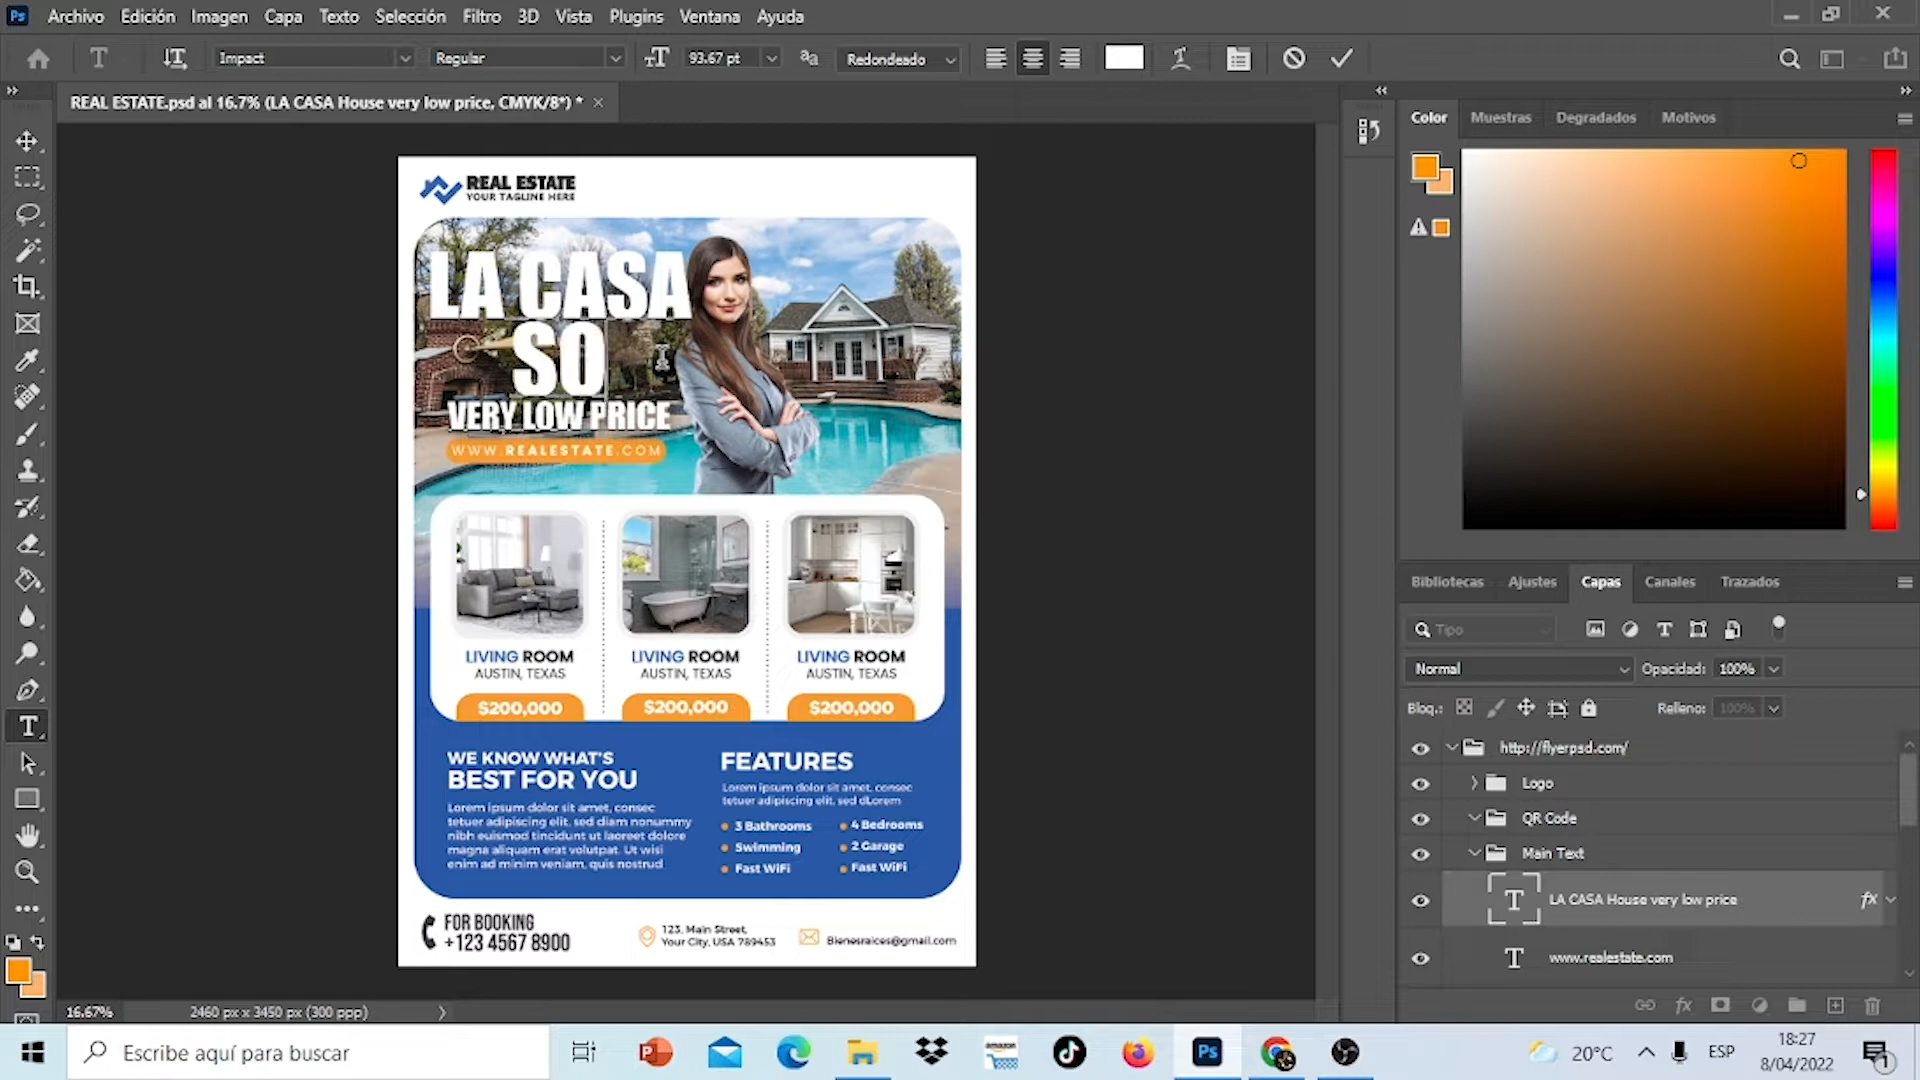 Ps Archivo Edición Imagen Capa Texto Selección Filtro 3D Vista Plugins Ventana Ayuda
T Impact Regular 93.67 pt aa Redondeado
REAL ESTATE.psd al 16.7% (LA CASA House very low price, CMYK/8*) *
Color Muestras Degradados Motivos
REAL ESTATE
YOUR TAGLINE HERE
LA CASA
SO
VERY LOW PRICE
WWW.REALESTATE.COM
LIVING ROOM
AUSTIN, TEXAS
$200,000
LIVING ROOM
AUSTIN, TEXAS
$200,000
LIVING ROOM
AUSTIN, TEXAS
$200,000
WE KNOW WHAT'S
BEST FOR YOU
Lorem ipsum dolor sit amet, consec
tetuer adipiscing elit, sed diam nonummy
nibh euismod tincidunt ut laoreet dolore
magna aliquam erat volutpat. Ut wisi
enim ad minim veniam, quis nostrud
FEATURES
Lorem ipsum dolor sit amet, consec
tetuer adipiscing elit, sed dLorem
3 Bathrooms
4 Bedrooms
Swimming
2 Garage
Fast WiFi
Fast WiFi
FOR BOOKING
+123 4567 8900
123, Main Street,
Your City, USA 789453
Bienesraices@gmail.com
Bibliotecas Ajustes Capas Canales Trazados
Tipo
Normal Opacidad: 100%
Bloq.: Relleno: 100%
http://flyerpsd.com/
Logo
QR Code
Main Text
T LA CASA House very low price fx
T www.realestate.com
fx
16.67% 2460 px x 3450 px (300 ppp)
Escribe aquí para buscar
amazon
Ps
20°C
ESP
18:27
8/04/2022
1